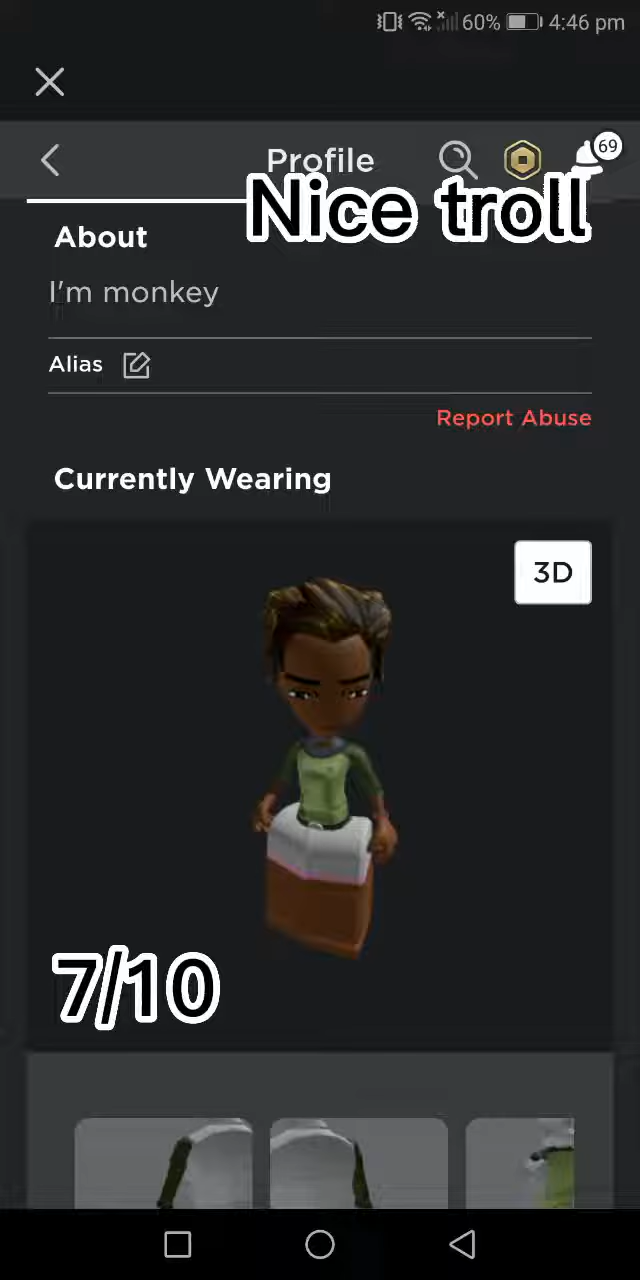 60% 4:46 pm
Profile
69
Nice troll
About
I'm monkey
Alias
Report Abuse
Currently Wearing
3D
7/10